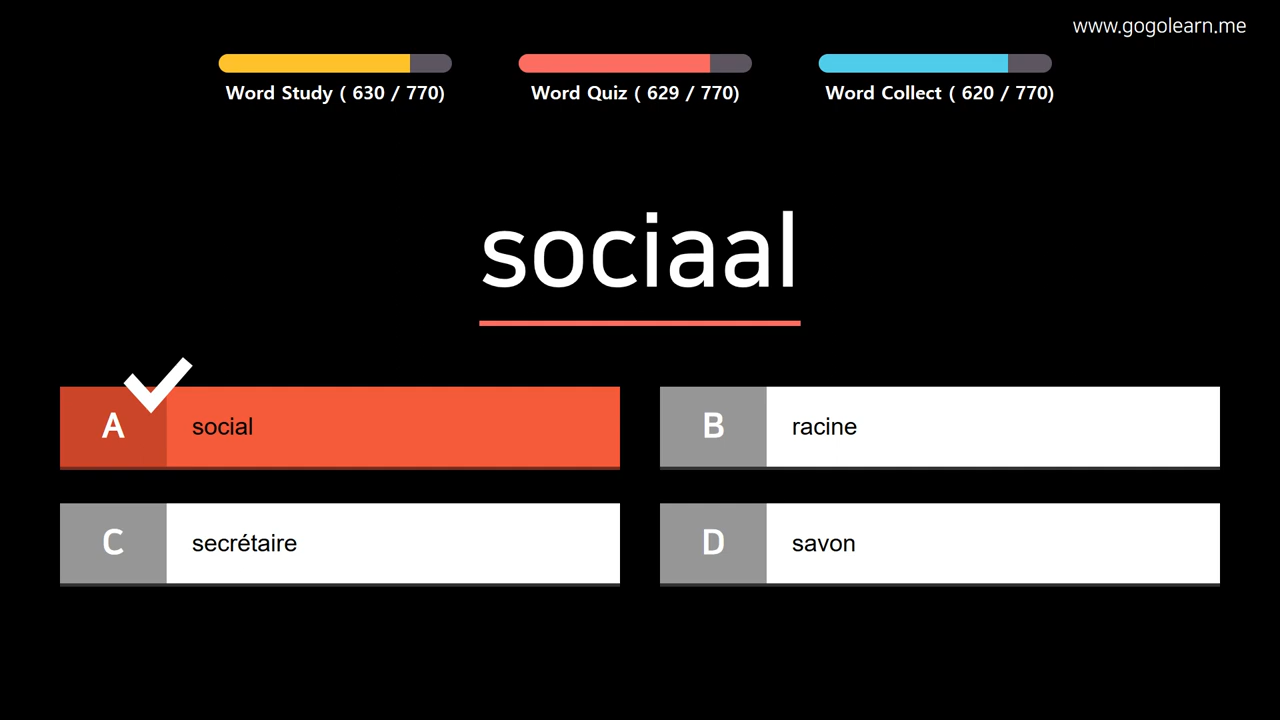 www.gogolearn.me
Word Study ( 630 / 770)
Word Quiz ( 629 / 770)
Word Collect ( 620 / 770)
sociaal
A social
B racine
C secrétaire
D savon